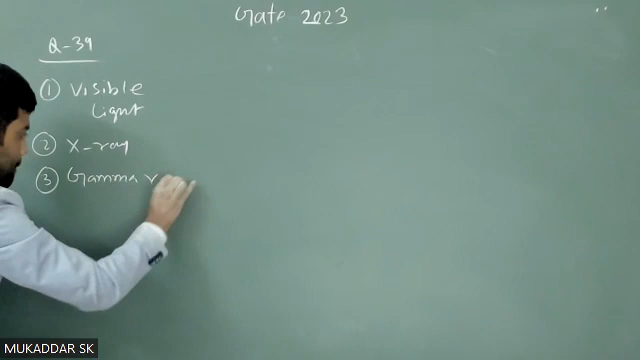 Gate 2023
Q-39
① Visible
Light
② X-ray
③ Gamma r
MUKADDAR SK